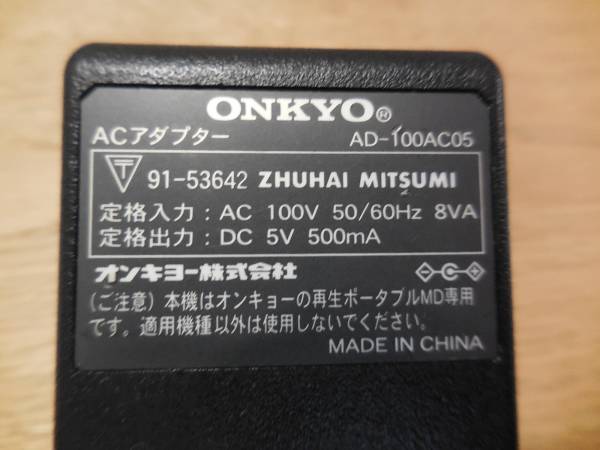 ONKYO®
ACアダプター AD-100AC05
〒 91-53642 ZHUHAI MITSUMI
定格入力：AC 100V 50/60Hz 8VA
定格出力：DC 5V 500mA
オンキヨー株式会社
(ご注意) 本機はオンキョーの再生ポータブルMD専用
です。適用機種以外は使用しないでください。
MADE IN CHINA